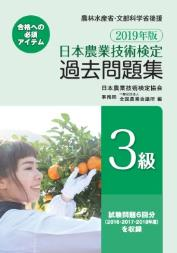 農林水産省・文部科学省後援
合格への
必須
アイテム
2019年版
日本農業技術検定
過去問題集
日本農業技術検定協会
事務局 一般社団法人 全国農業会議所 編
3級
試験問題6回分
(2016・2017・2018年度)
を収録